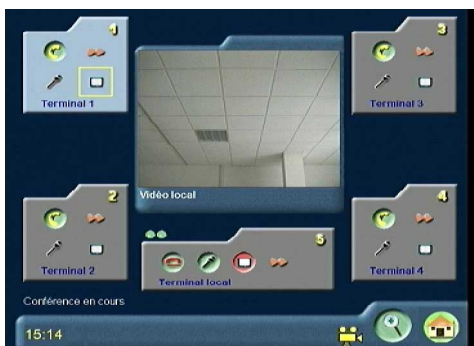 1
Terminal 1
3
Terminal 3
Vidéo local
2
Terminal 2
5
Terminal local
4
Terminal 4
Conférence en cours
15:14